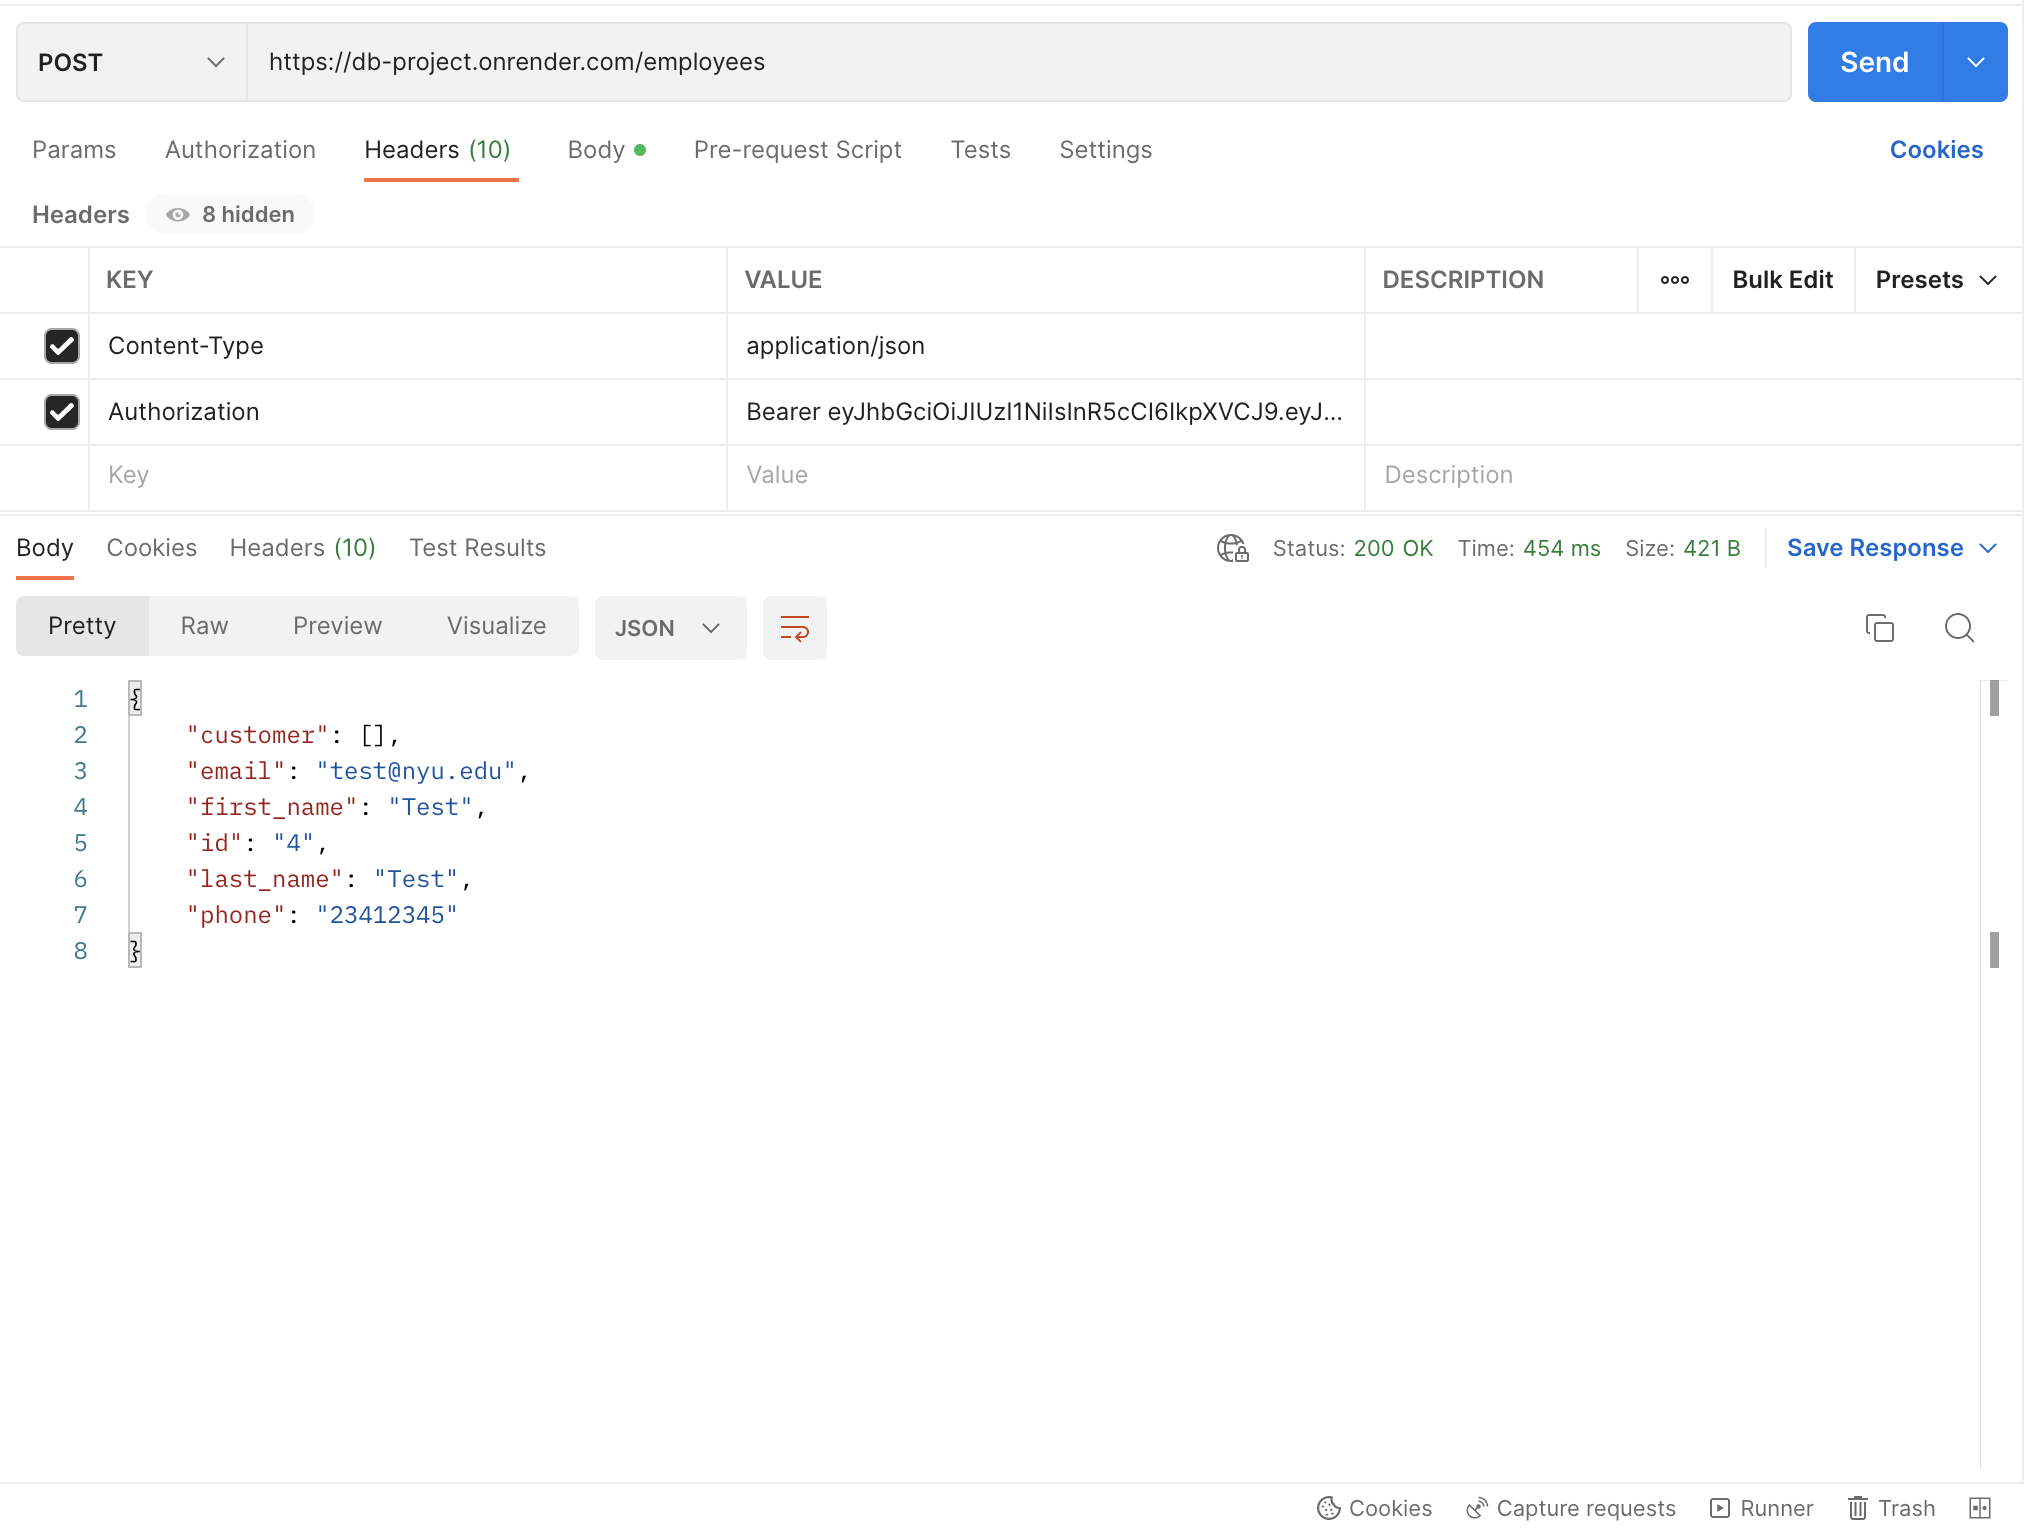 POST https://db-project.onrender.com/employees Send
Params Authorization Headers (10) Body Pre-request Script Tests Settings Cookies
Headers 8 hidden
KEY VALUE DESCRIPTION ooo Bulk Edit Presets
Content-Type application/json
Authorization Bearer eyJhbGciOiJIUzI1NiIsInR5cCI6IkpXVCJ9.eyJ...
Key Value Description
Body Cookies Headers (10) Test Results Status: 200 OK Time: 454 ms Size: 421 B Save Response
Pretty Raw Preview Visualize JSON
1 {
2 "customer": [],
3 "email": "test@nyu.edu",
4 "first_name": "Test",
5 "id": "4",
6 "last_name": "Test",
7 "phone": "23412345"
8 }
Cookies Capture requests Runner Trash